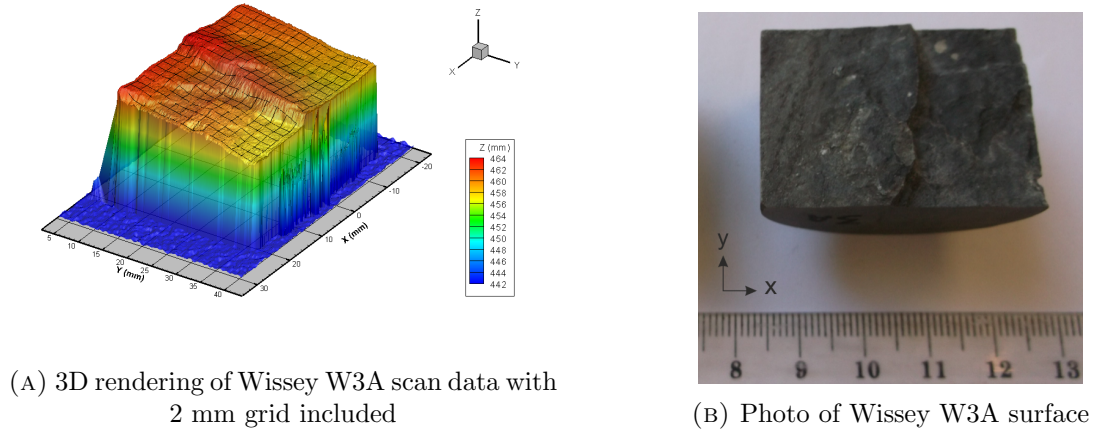 Z
X
Y
Z (mm)
464
462
460
458
456
454
452
450
448
446
444
442
-20
-10
0
10
20
30
X (mm)
5
10
15
20
25
30
35
40
Y (mm)
(A) 3D rendering of Wissey W3A scan data with
2 mm grid included
y
x
8 9 10 11 12 13
(B) Photo of Wissey W3A surface